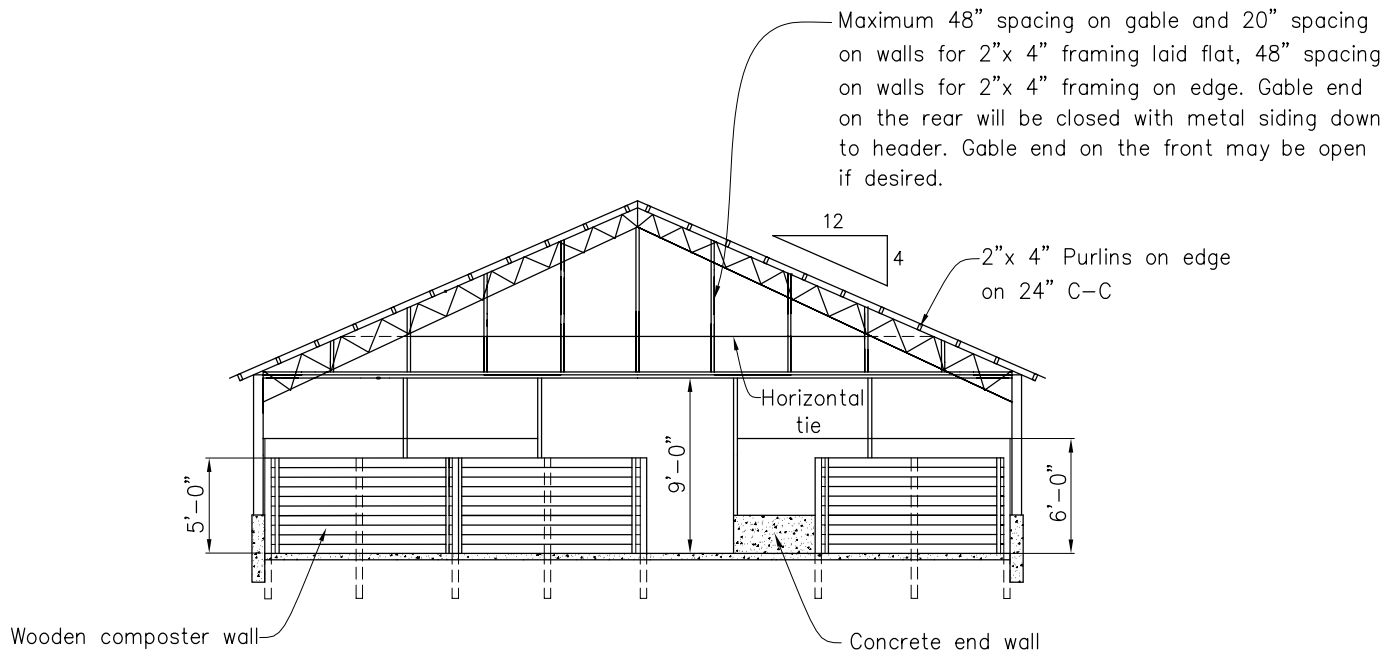 Maximum 48” spacing on gable and 20” spacing
on walls for 2”x 4” framing laid flat, 48” spacing
on walls for 2”x 4” framing on edge. Gable end
on the rear will be closed with metal siding down
to header. Gable end on the front may be open
if desired.
12
4
2”x 4” Purlins on edge
on 24” C-C
Horizontal
tie
5'-0”
9'-0”
6'-0”
Wooden composter wall
Concrete end wall